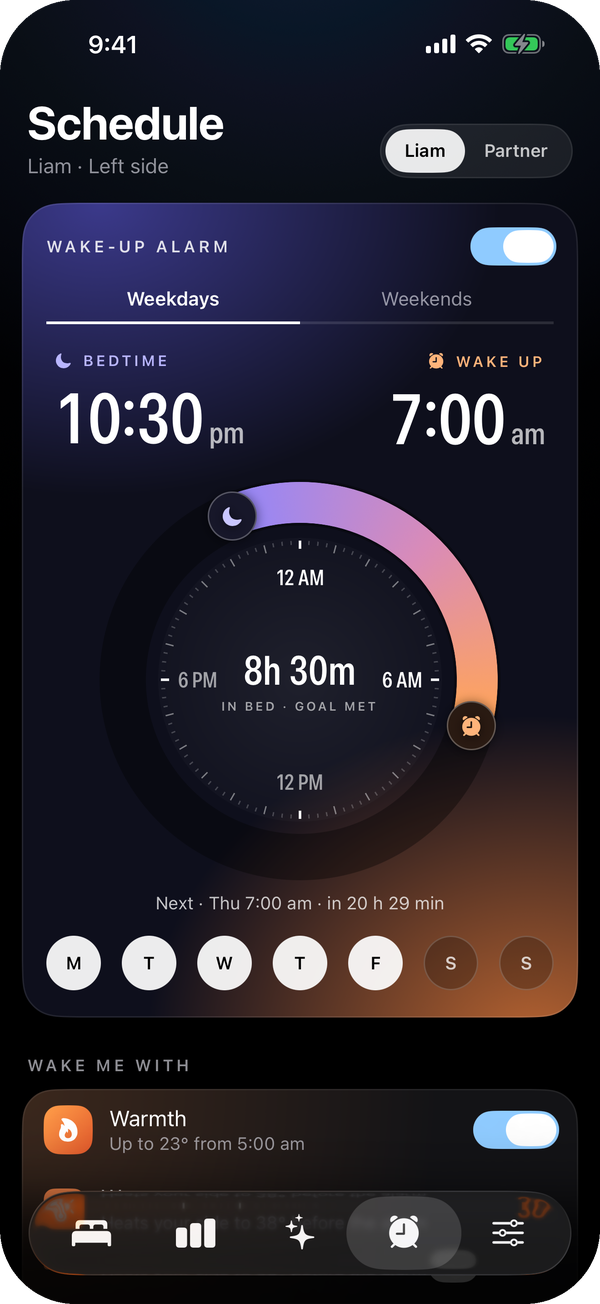 9:41
Schedule
Liam · Left side
Liam
Partner
WAKE-UP ALARM
Weekdays
Weekends
BEDTIME
WAKE UP
10:30 pm
7:00 am
12 AM
6 PM
8h 30m
6 AM
IN BED · GOAL MET
12 PM
Next · Thu 7:00 am · in 20 h 29 min
M T W T F S S
WAKE ME WITH
Warmth
Up to 23° from 5:00 am